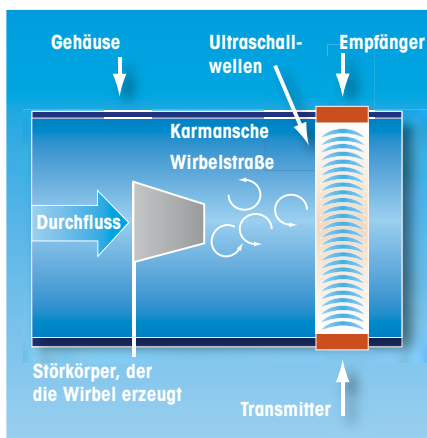 Gehäuse
Ultraschall-
wellen
Empfänger
Karmansche
Wirbelstraße
Durchfluss
Störkörper, der
die Wirbel erzeugt
Transmitter